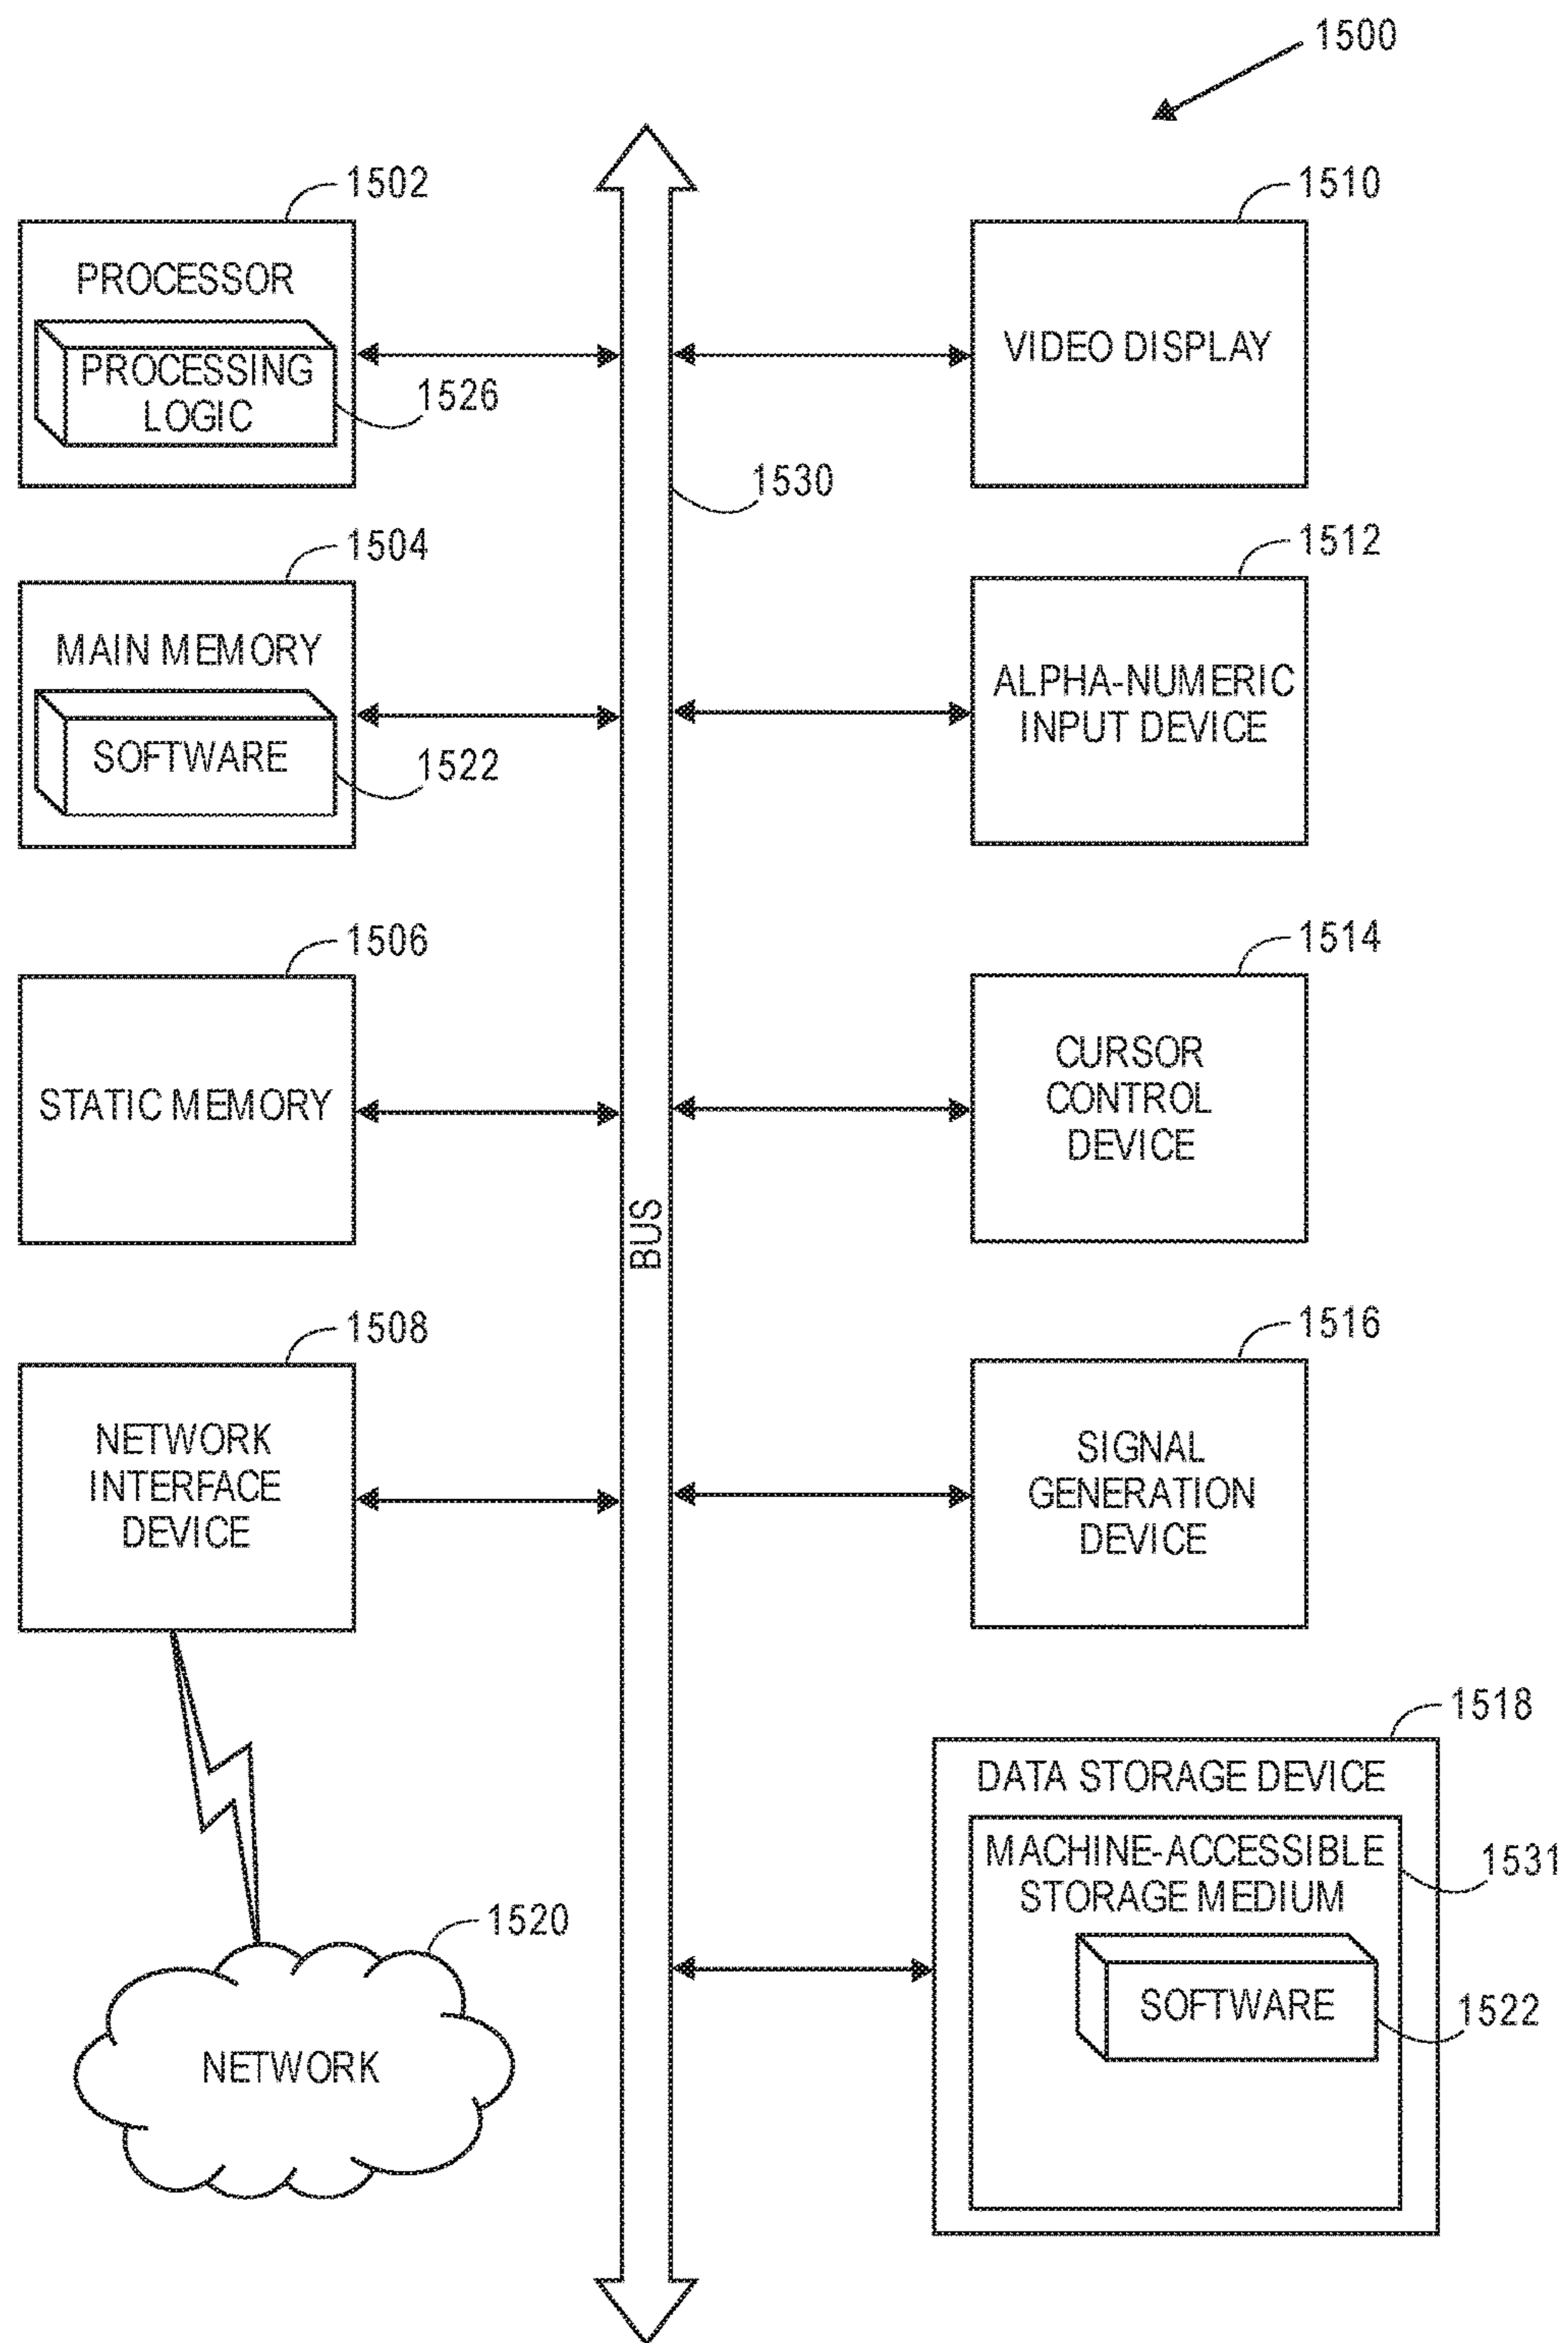 1500
1502
PROCESSOR
PROCESSING
LOGIC
1526
1504
MAIN MEMORY
SOFTWARE
1522
1506
STATIC MEMORY
1508
NETWORK
INTERFACE
DEVICE
1520
NETWORK
1530
BUS
1510
VIDEO DISPLAY
1512
ALPHA-NUMERIC
INPUT DEVICE
1514
CURSOR
CONTROL
DEVICE
1516
SIGNAL
GENERATION
DEVICE
1518
DATA STORAGE DEVICE
MACHINE-ACCESSIBLE
STORAGE MEDIUM
1531
SOFTWARE
1522